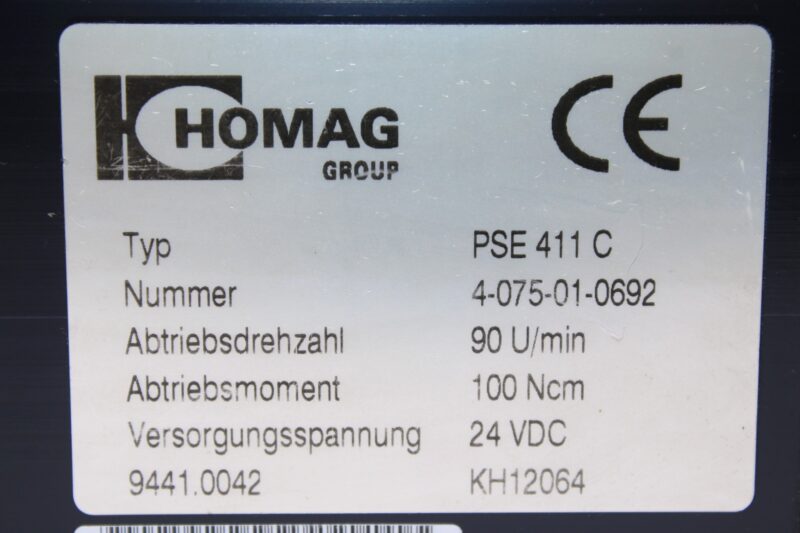 HOMAG
GROUP
CE
Typ PSE 411 C
Nummer 4-075-01-0692
Abtriebsdrehzahl 90 U/min
Abtriebsmoment 100 Ncm
Versorgungsspannung 24 VDC
9441.0042 KH12064